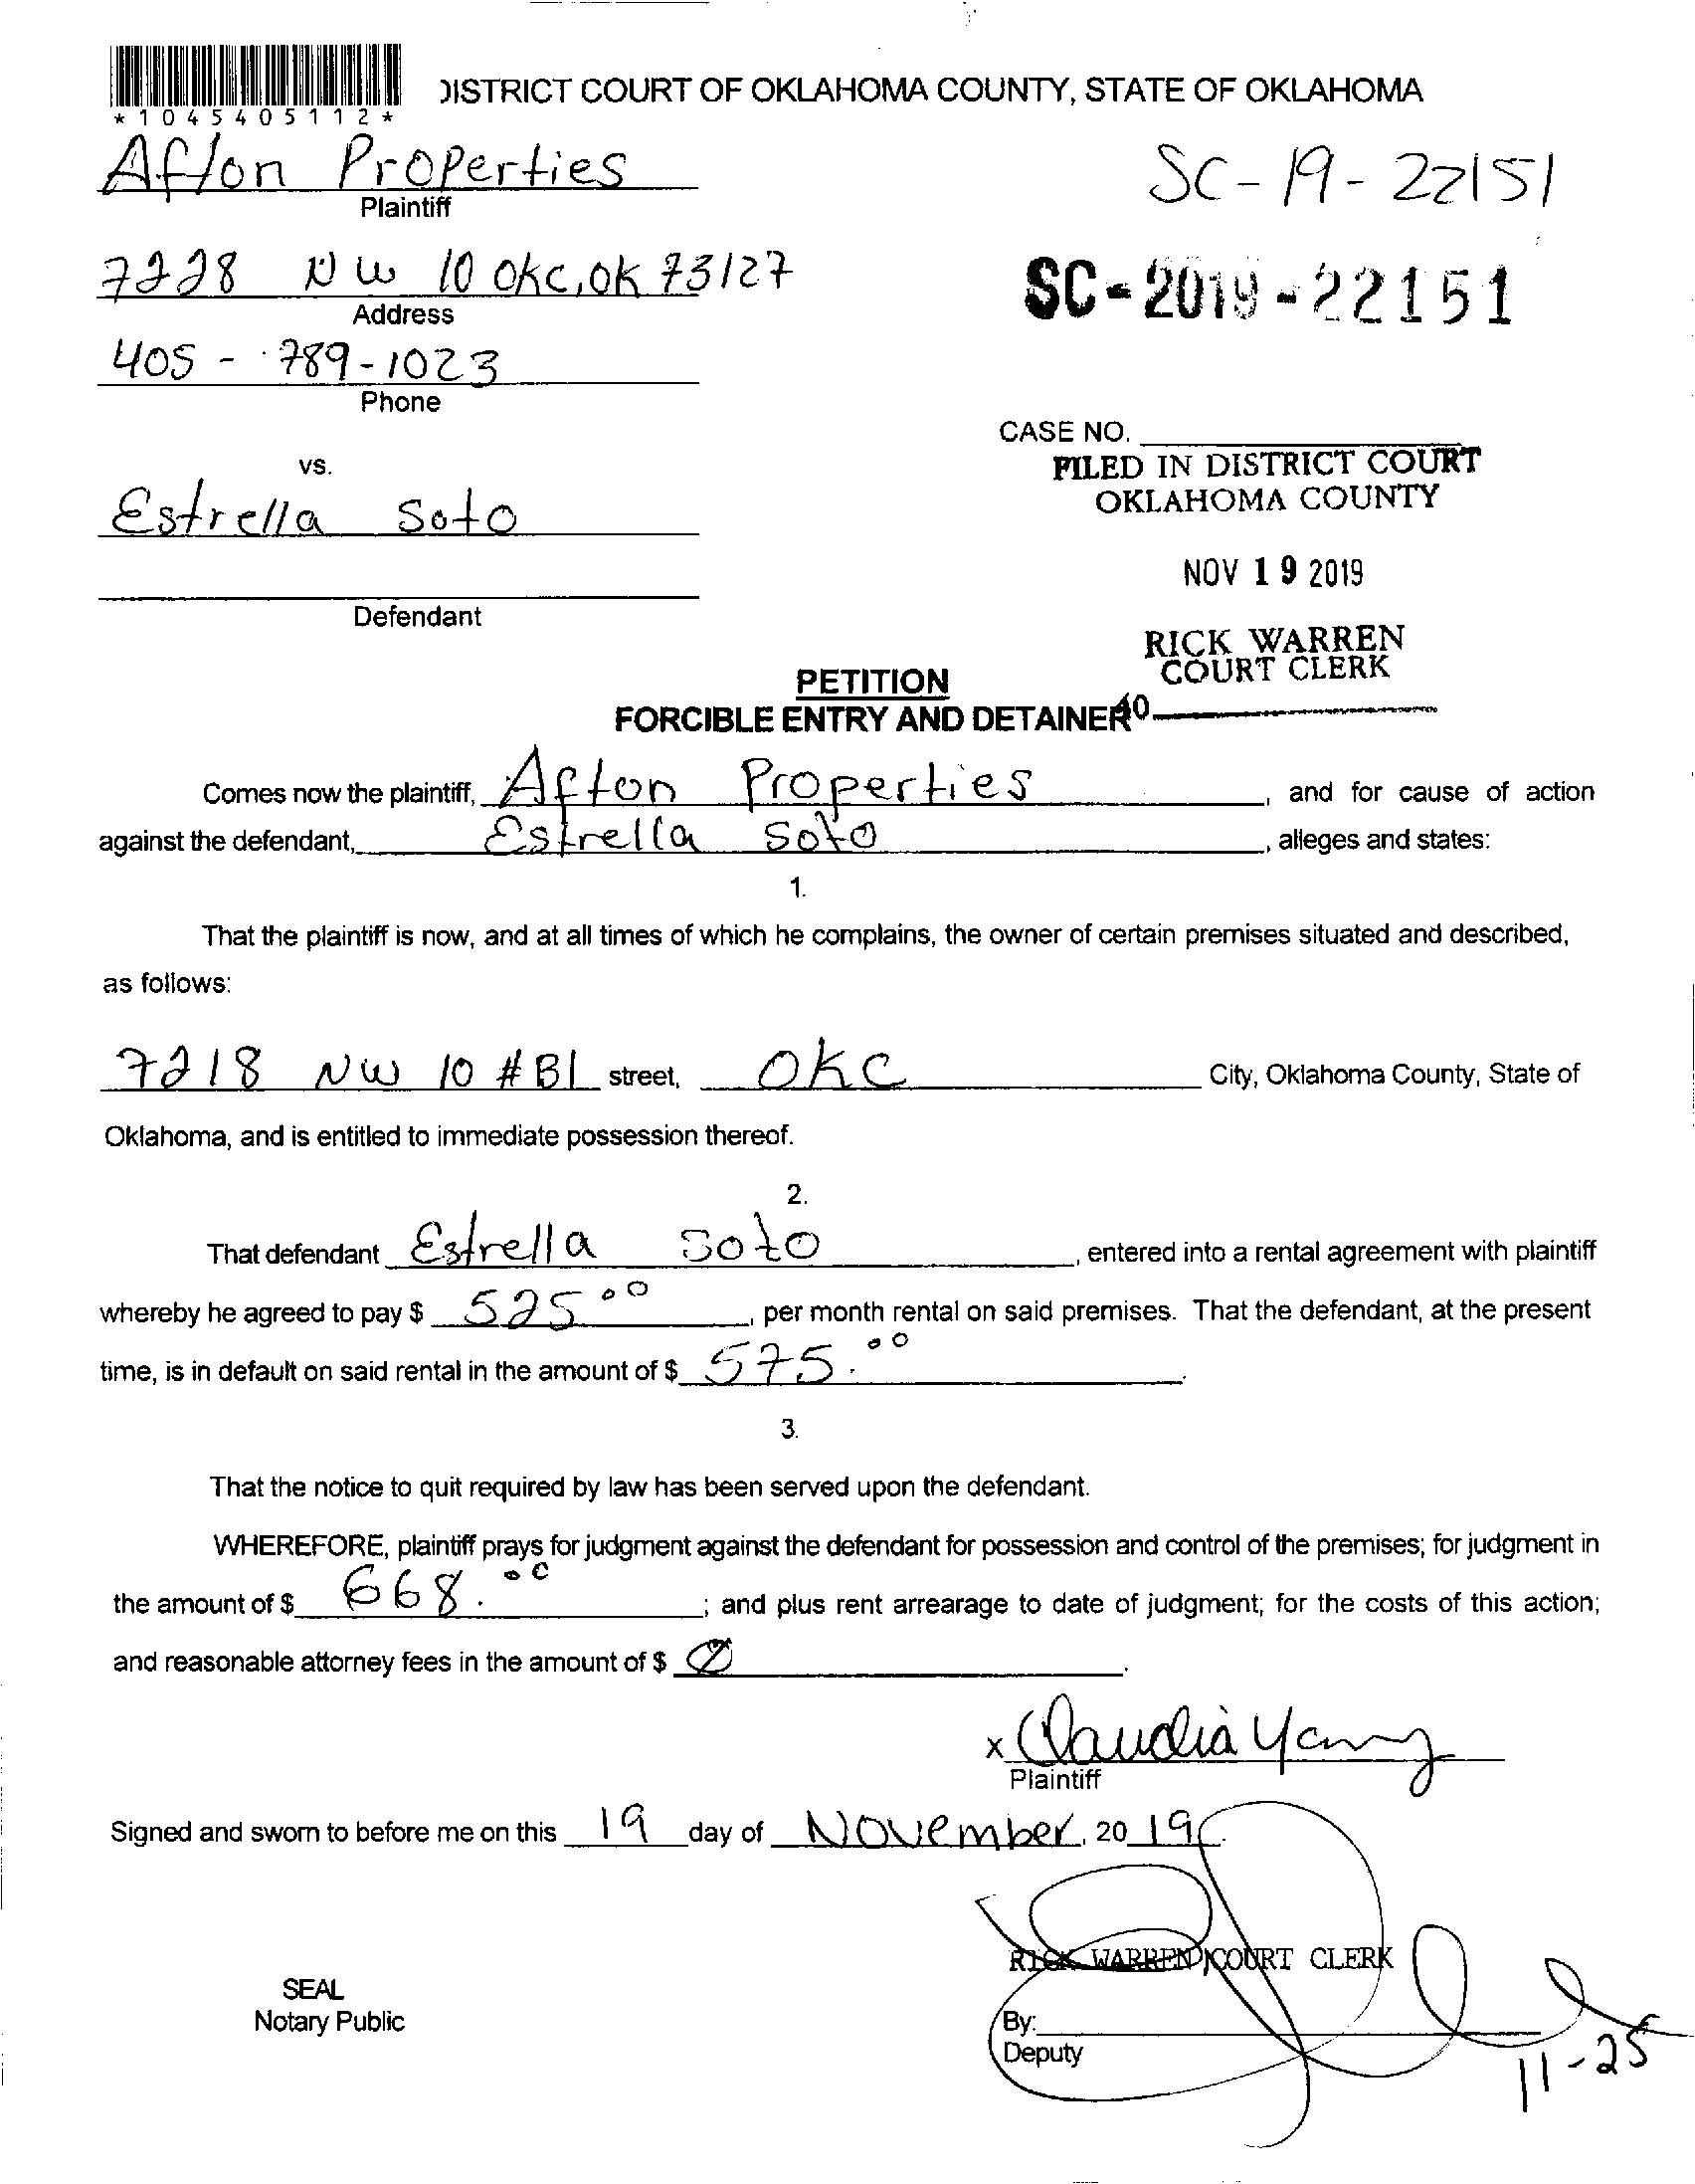 *1045405112*
DISTRICT COURT OF OKLAHOMA COUNTY, STATE OF OKLAHOMA
Afton Properties
Plaintiff
SC-19-22151
7228 NW 10 OKC, OK 73127
Address
SC-2019-22151
405-789-1023
Phone
CASE NO.
vs.
FILED IN DISTRICT COURT
OKLAHOMA COUNTY
Estrella Soto
NOV 19 2019
Defendant
RICK WARREN
COURT CLERK
PETITION
FORCIBLE ENTRY AND DETAINER
40
Comes now the plaintiff, Afton Properties, and for cause of action
against the defendant, Estrella Soto, alleges and states:
1.
That the plaintiff is now, and at all times of which he complains, the owner of certain premises situated and described,
as follows:
7218 NW 10 #B1 street, OKC City, Oklahoma County, State of
Oklahoma, and is entitled to immediate possession thereof.
2.
That defendant Estrella Soto, entered into a rental agreement with plaintiff
whereby he agreed to pay $ 525.00, per month rental on said premises. That the defendant, at the present
time, is in default on said rental in the amount of $ 575.00.
3.
That the notice to quit required by law has been served upon the defendant.
WHEREFORE, plaintiff prays for judgment against the defendant for possession and control of the premises; for judgment in
the amount of $ 668.00; and plus rent arrearage to date of judgment; for the costs of this action;
and reasonable attorney fees in the amount of $ 0.
x Claudia Yang
Plaintiff
Signed and sworn to before me on this 19 day of November, 2019.
RICK WARREN COURT CLERK
SEAL
Notary Public
By:
Deputy
11-25